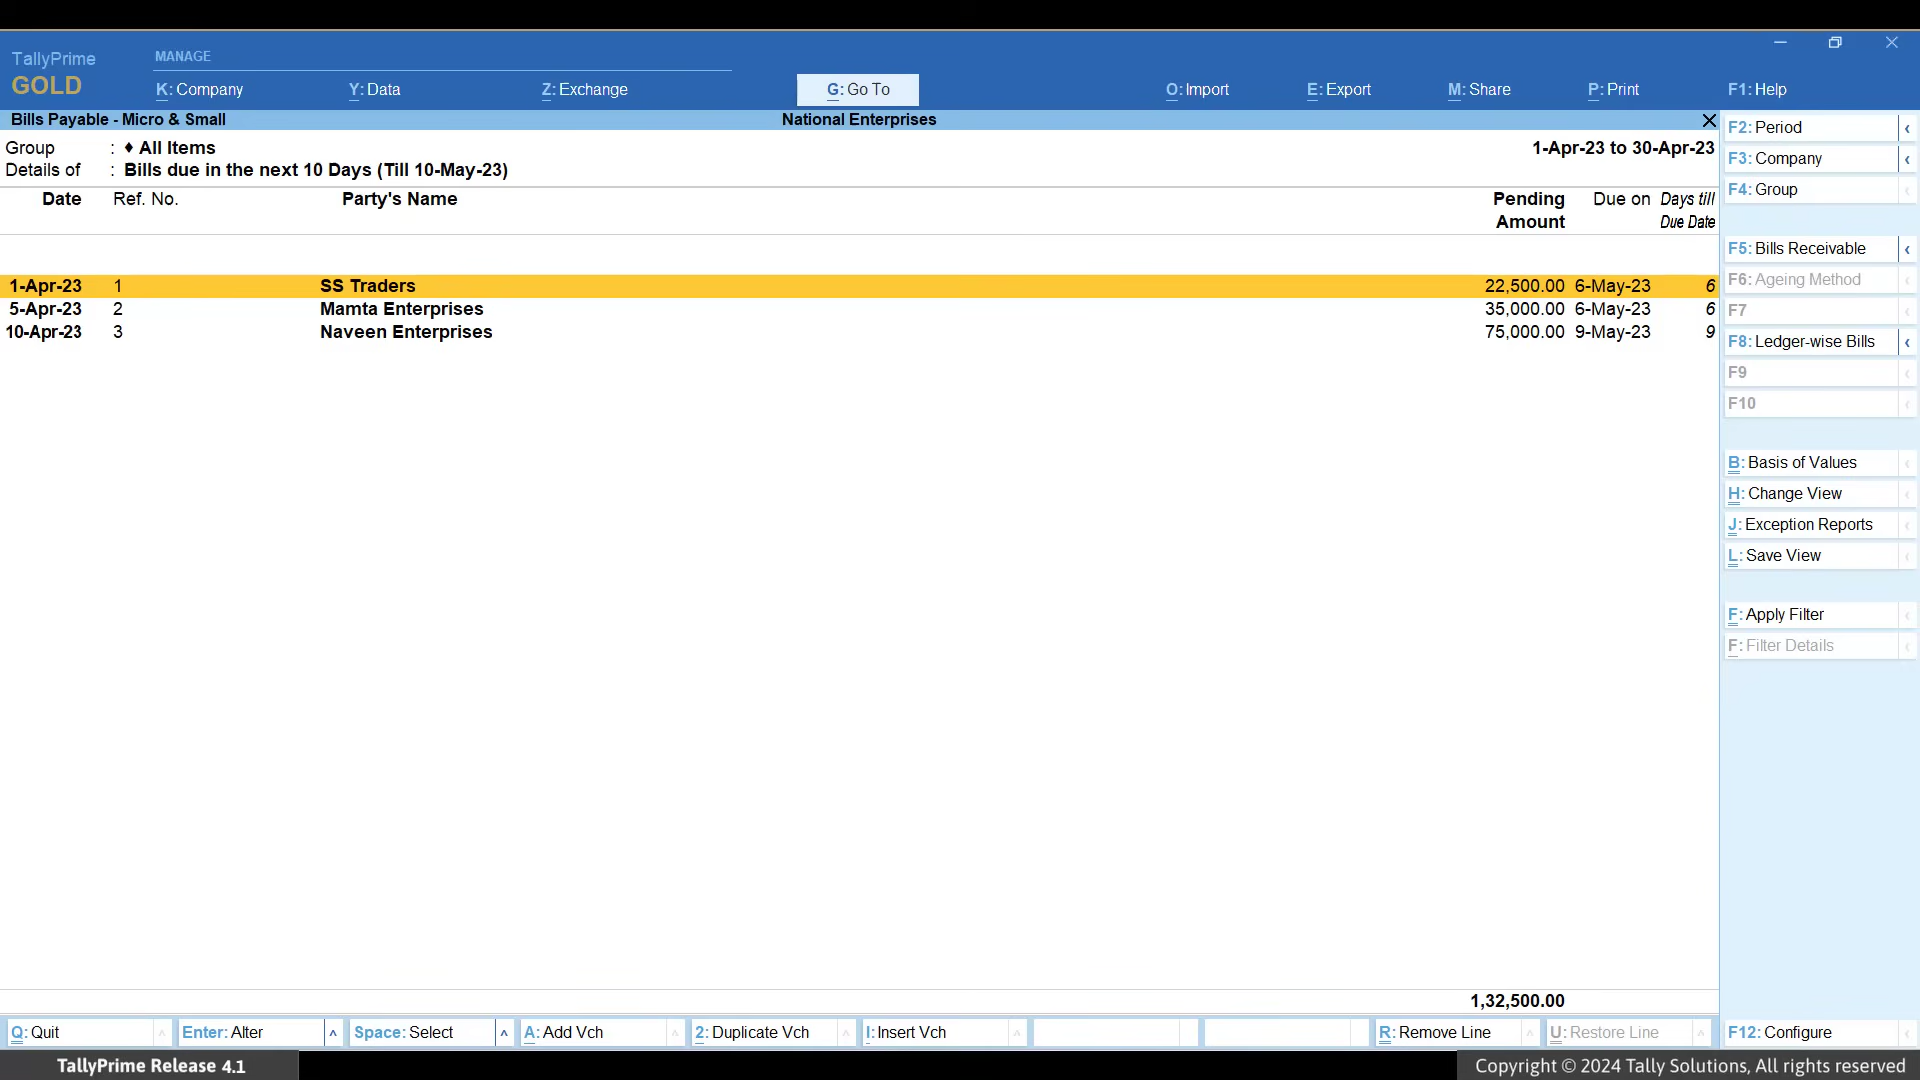 TallyPrime
GOLD
MANAGE
K: Company
Y: Data
Z: Exchange
G: Go To
O: Import
E: Export
M: Share
P: Print
F1: Help
Bills Payable - Micro & Small
National Enterprises
Group : ♦ All Items
1-Apr-23 to 30-Apr-23
Details of : Bills due in the next 10 Days (Till 10-May-23)
Date Ref. No. Party's Name Pending Due on Days till
Amount Due Date
1-Apr-23 1 SS Traders 22,500.00 6-May-23 6
5-Apr-23 2 Mamta Enterprises 35,000.00 6-May-23 6
10-Apr-23 3 Naveen Enterprises 75,000.00 9-May-23 9
1,32,500.00
F2: Period
F3: Company
F4: Group
F5: Bills Receivable
F6: Ageing Method
F7
F8: Ledger-wise Bills
F9
F10
B: Basis of Values
H: Change View
J: Exception Reports
L: Save View
F: Apply Filter
F: Filter Details
F12: Configure
Q: Quit
Enter: Alter
Space: Select
A: Add Vch
2: Duplicate Vch
I: Insert Vch
R: Remove Line
U: Restore Line
TallyPrime Release 4.1
Copyright © 2024 Tally Solutions, All rights reserved